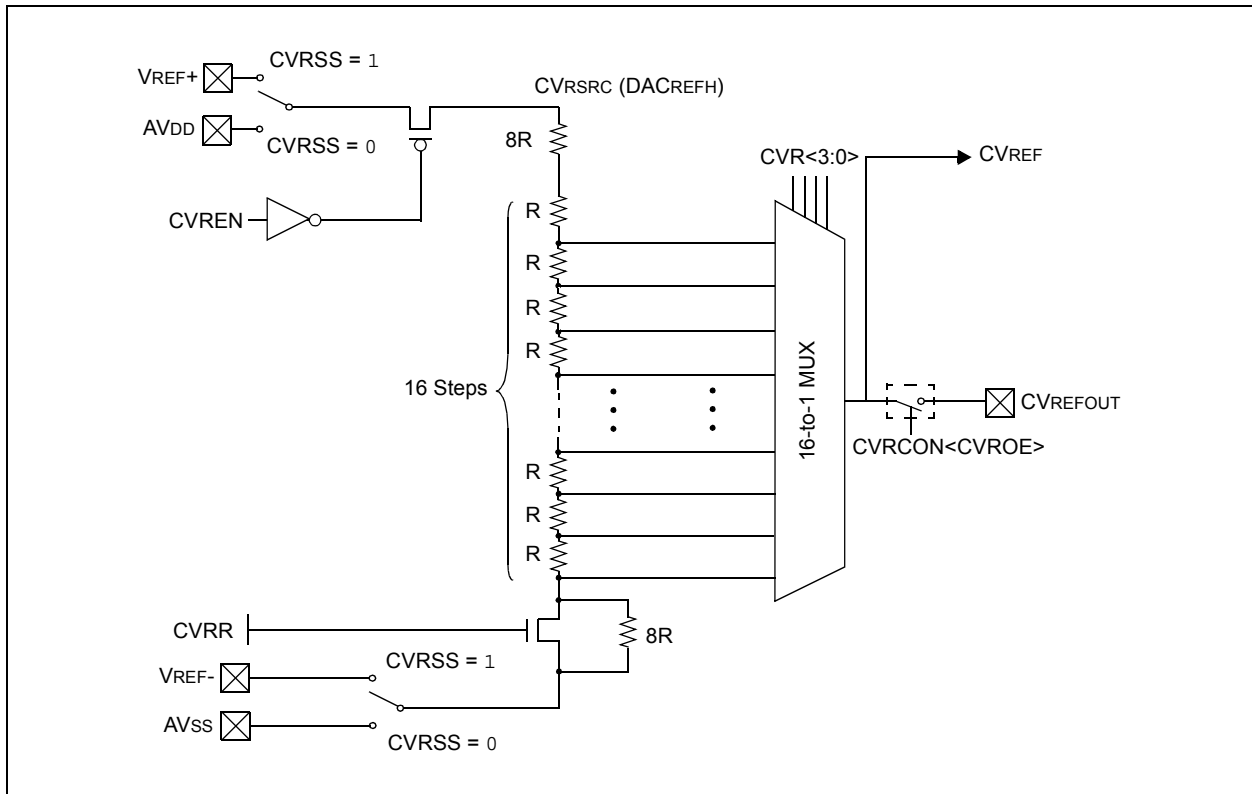 CVRSS = 1
VREF+
CVRSRC (DACREFH)
AVDD
CVRSS = 0
8R
CVR<3:0>
CVREF
CVREN
R
R
R
R
16 Steps
16-to-1 MUX
CVREFOUT
CVRCON<CVROE>
R
R
R
CVRR
8R
CVRSS = 1
VREF-
AVSS
CVRSS = 0